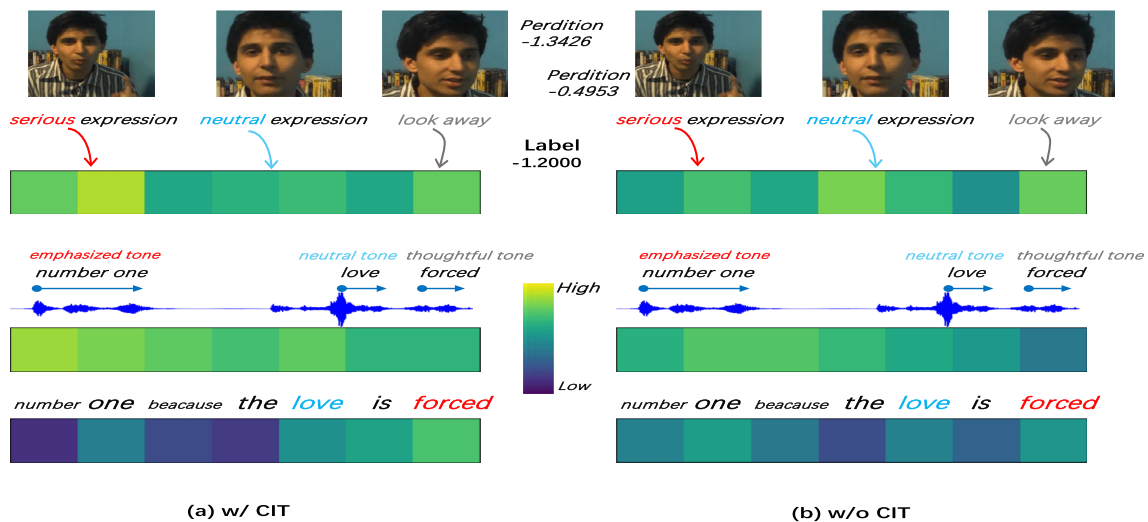 Perdition
-1.3426
Perdition
-0.4953
serious expression
neutral expression
look away
Label
-1.2000
serious expression
neutral expression
look away
emphasized tone
number one
neutral tone
love
thoughtful tone
forced
High
Low
emphasized tone
number one
neutral tone
love
thoughtful tone
forced
number one beacause the love is forced
number one beacause the love is forced
(a) w/ CIT
(b) w/o CIT